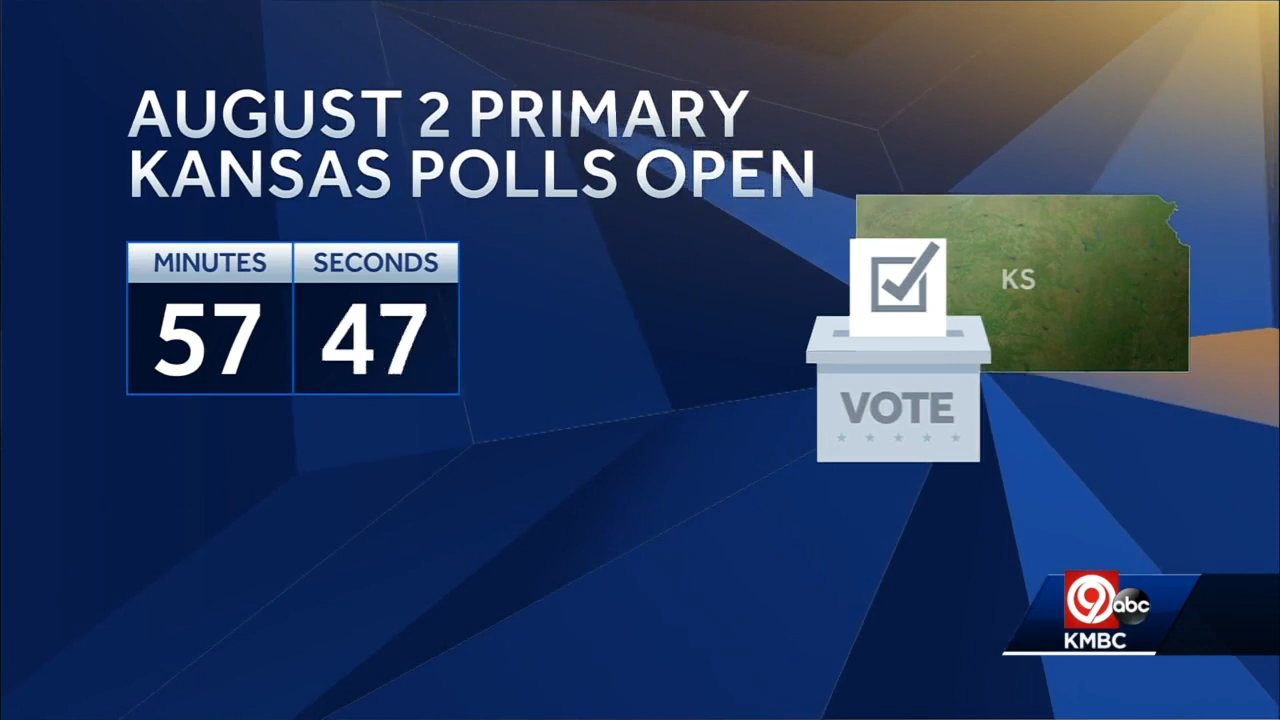 AUGUST 2 PRIMARY
KANSAS POLLS OPEN
MINUTES SECONDS
57 47
KS
VOTE
9 abc
KMBC